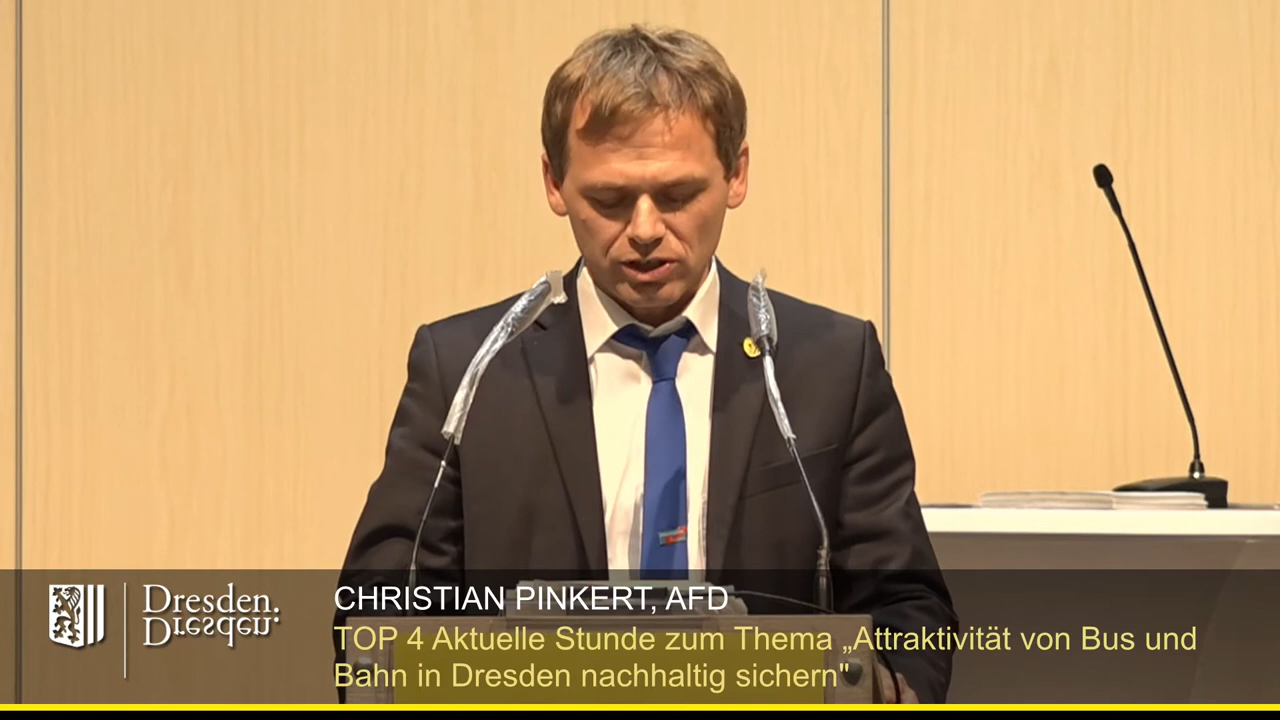 Dresden.
Dresden.
CHRISTIAN PINKERT, AFD
TOP 4 Aktuelle Stunde zum Thema „Attraktivität von Bus und
Bahn in Dresden nachhaltig sichern"